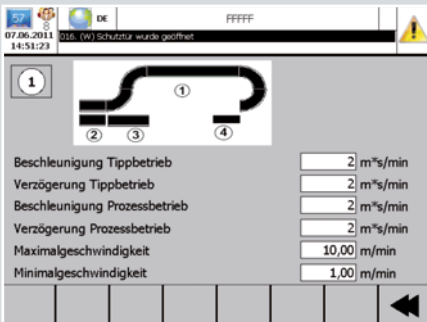 57
8
DE
FFFFF
07.06.2011
14:51:23
016. (W) Schutztür wurde geöffnet
1
1
2
3
4
Beschleunigung Tippbetrieb 2 m*s/min
Verzögerung Tippbetrieb 2 m*s/min
Beschleunigung Prozessbetrieb 2 m*s/min
Verzögerung Prozessbetrieb 2 m*s/min
Maximalgeschwindigkeit 10,00 m/min
Minimalgeschwindigkeit 1,00 m/min